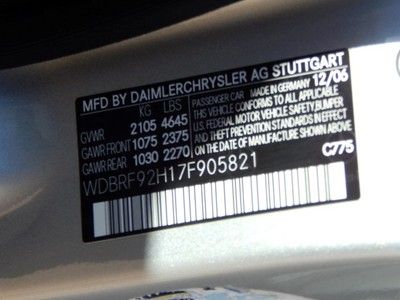 MFD BY DAIMLERCHRYSLER AG STUTTGART
KG LBS
GVWR 2105 4645
GAWR FRONT 1075 2375
GAWR REAR 1030 2270
MADE IN GERMANY 12/06
PASSENGER CAR
THIS VEHICLE CONFORMS TO ALL APPLICABLE
U.S. FEDERAL MOTOR VEHICLE SAFETY, BUMPER
AND THEFT PREVENTION STANDARDS IN EFFECT
ON THE DATE OF MANUFACTURE SHOWN ABOVE
WDBRF92H17F905821
C775